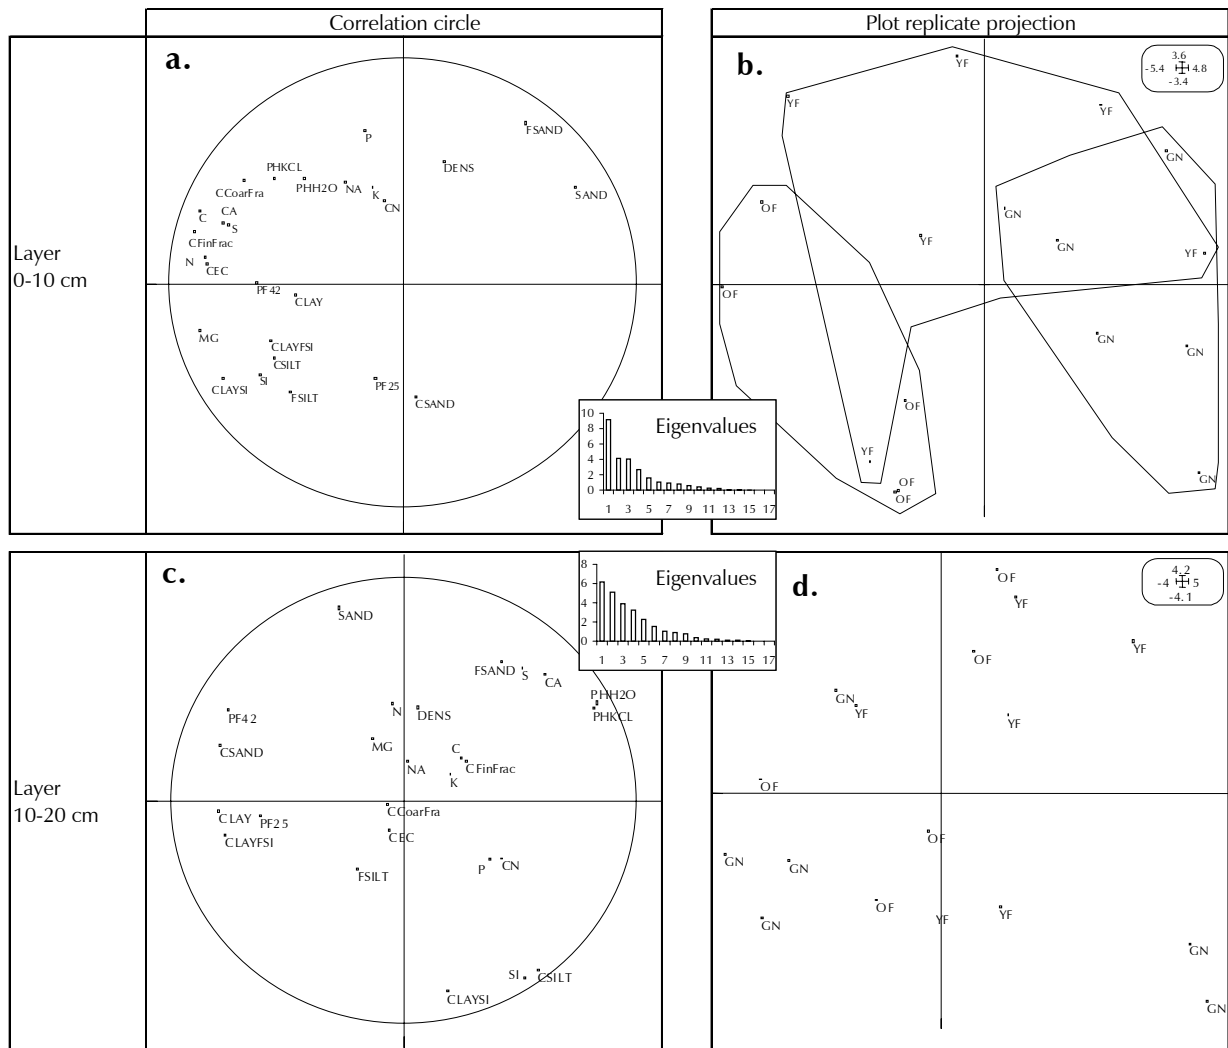 Correlation circle
Plot replicate projection
Layer
0-10 cm
a.
P
FSAND
DENS
PHKCL
CCoarFra
PHH2O
NA
K
SAND
CN
C
CA
S
CFinFrac
N
CEC
PF42
CLAY
MG
CLAYFSI
CSILT
CLAYSI
SI
FSILT
PF25
CSAND
10
8
6
4
2
0
Eigenvalues
1 3 5 7 9 11 13 15 17
b.
3.6
-5.4 4.8
-3.4
YF
YF
YF
GN
OF
GN
YF
GN
YF
OF
GN
GN
OF
YF
GN
OF
OF
Layer
10-20 cm
c.
SAND
FSAND
S
CA
PHH2O
PHKCL
PF42
N
DENS
CSAND
MG
C
NA
CFinFrac
K
CCoarFra
CLAY
PF25
CLAYFSI
CEC
FSILT
P
CN
SI
CSILT
CLAYSI
8
6
4
2
0
Eigenvalues
1 3 5 7 9 11 13 15 17
d.
4.2
-4 5
-4.1
OF
YF
YF
OF
GN
YF
YF
OF
OF
GN
GN
OF
YF
YF
GN
GN
GN